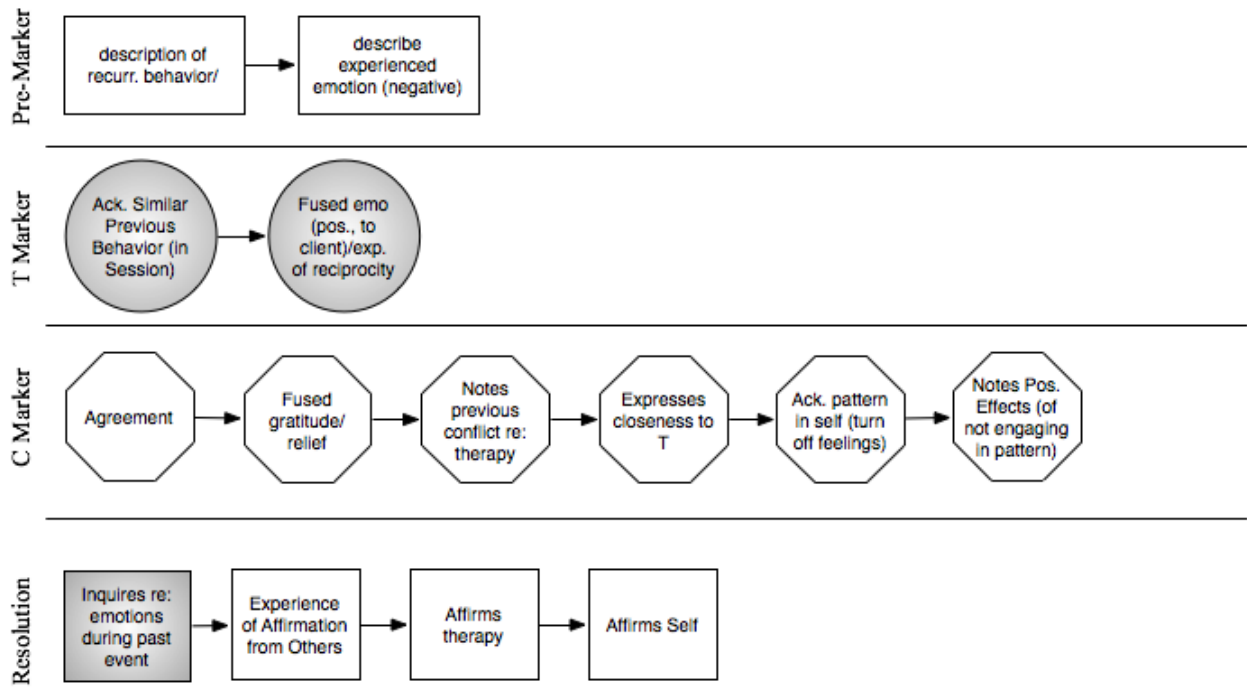 Pre-Marker
description of
recurr. behavior/
describe
experienced
emotion (negative)
T Marker
Ack. Similar
Previous
Behavior (in
Session)
Fused emo
(pos., to
client)/exp.
of reciprocity
C Marker
Agreement
Fused
gratitude/
relief
Notes
previous
conflict re:
therapy
Expresses
closeness to
T
Ack. pattern
in self (turn
off feelings)
Notes Pos.
Effects (of
not engaging
in pattern)
Resolution
Inquires re:
emotions
during past
event
Experience
of Affirmation
from Others
Affirms
therapy
Affirms Self